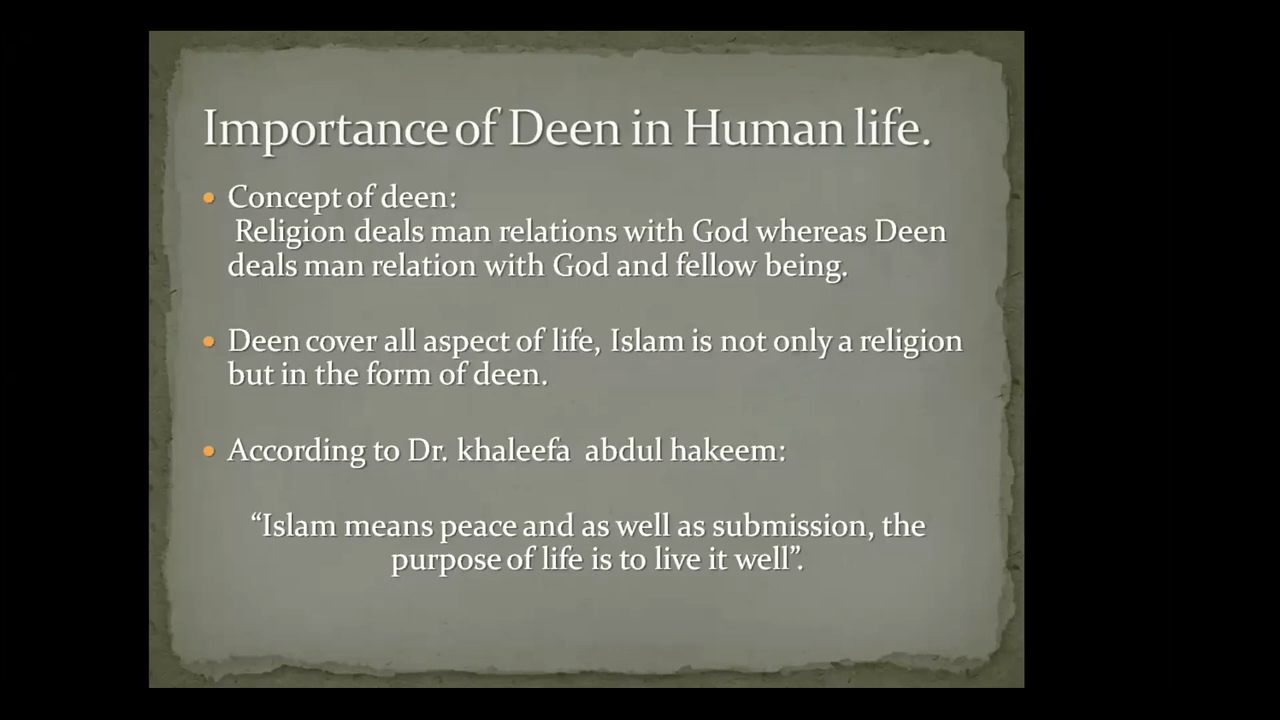 Importance of Deen in Human life.
• Concept of deen:
Religion deals man relations with God whereas Deen
deals man relation with God and fellow being.
• Deen cover all aspect of life, Islam is not only a religion
but in the form of deen.
• According to Dr. khaleefa abdul hakeem:
“Islam means peace and as well as submission, the
purpose of life is to live it well”.